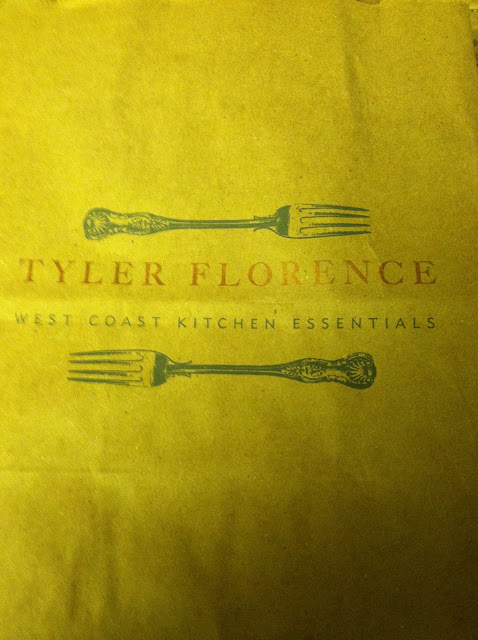 TYLER FLORENCE
WEST COAST KITCHEN ESSENTIALS